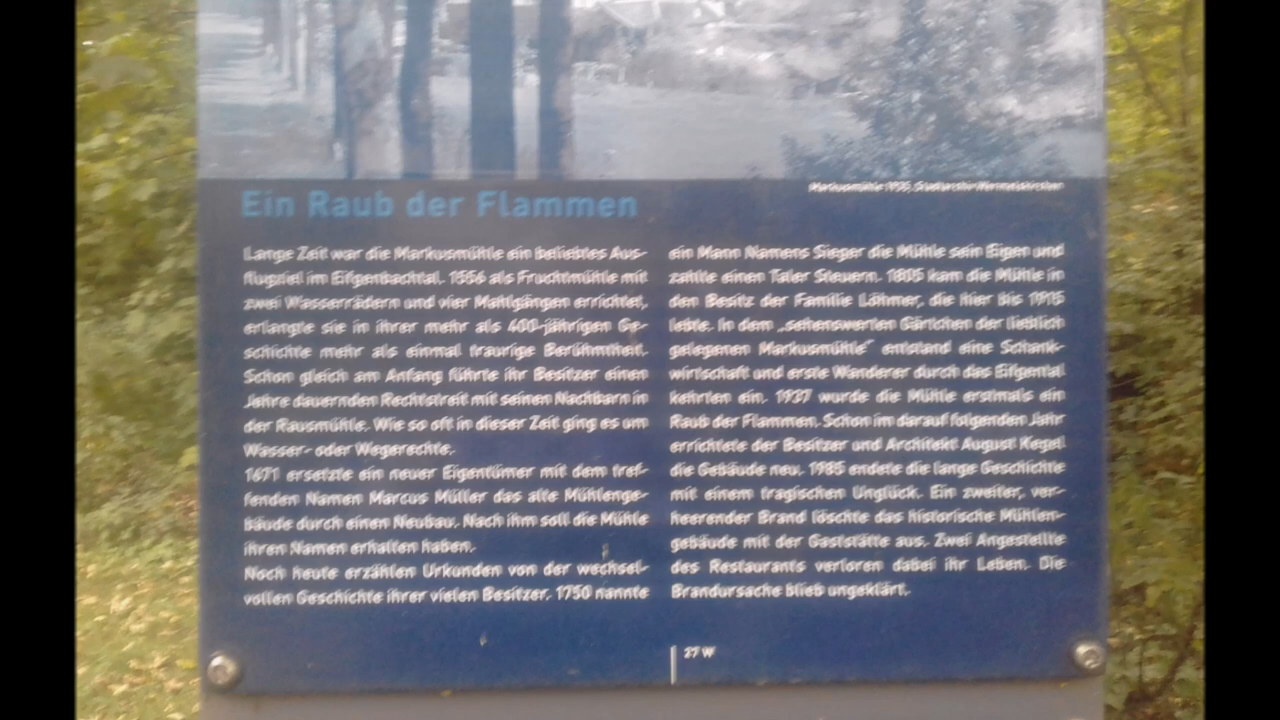 Markusmühle 1935, Stadtarchiv Wermelskirchen
Ein Raub der Flammen
Lange Zeit war die Markusmühle ein beliebtes Aus-
flugziel im Eifgenbachtal. 1556 als Fruchtmühle mit
zwei Wasserrädern und vier Mahlgängen errichtet,
erlangte sie in ihrer mehr als 400-jährigen Ge-
schichte mehr als einmal traurige Berühmtheit.
Schon gleich am Anfang führte ihr Besitzer einen
Jahre dauernden Rechtstreit mit seinen Nachbarn in
der Rausmühle. Wie so oft in dieser Zeit ging es um
Wasser- oder Wegerechte.
1671 ersetzte ein neuer Eigentümer mit dem tref-
fenden Namen Marcus Müller das alte Mühlenge-
bäude durch einen Neubau. Nach ihm soll die Mühle
ihren Namen erhalten haben.
Noch heute erzählen Urkunden von der wechsel-
vollen Geschichte ihrer vielen Besitzer. 1750 nannte
ein Mann Namens Sieger die Mühle sein Eigen und
zahlte einen Taler Steuern. 1805 kam die Mühle in
den Besitz der Familie Löhmer, die hier bis 1915
lebte. In dem „sehenswerten Gärtchen der lieblich
gelegenen Markusmühle“ entstand eine Schank-
wirtschaft und erste Wanderer durch das Eifgental
kehrten ein. 1937 wurde die Mühle erstmals ein
Raub der Flammen. Schon im darauf folgenden Jahr
errichtete der Besitzer und Architekt August Kegel
die Gebäude neu. 1985 endete die lange Geschichte
mit einem tragischen Unglück. Ein zweiter, ver-
heerender Brand löschte das historische Mühlen-
gebäude mit der Gaststätte aus. Zwei Angestellte
des Restaurants verloren dabei ihr Leben. Die
Brandursache blieb ungeklärt.
27 W